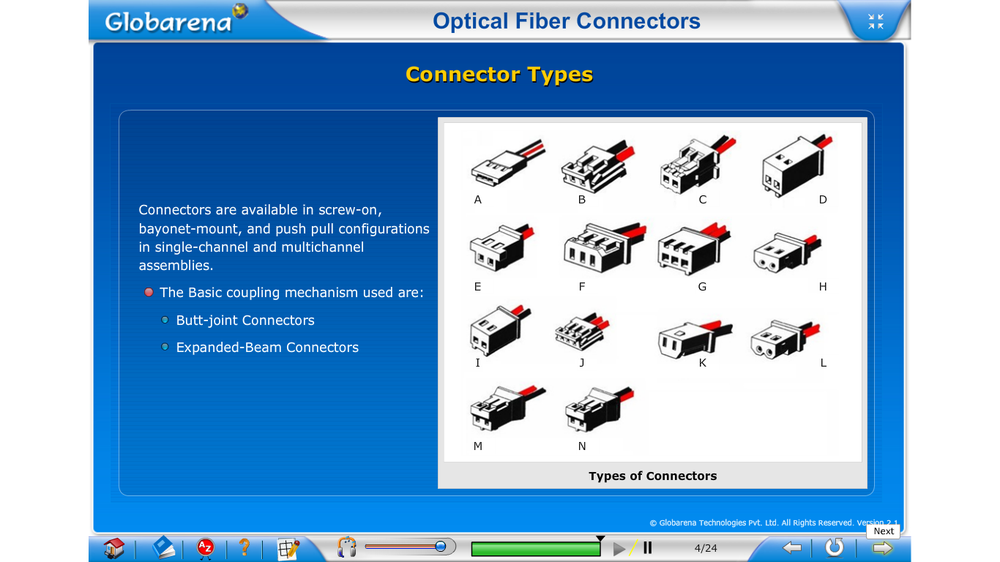 Globarena
Optical Fiber Connectors
Connector Types
Connectors are available in screw-on,
bayonet-mount, and push pull configurations
in single-channel and multichannel
assemblies.
The Basic coupling mechanism used are:
Butt-joint Connectors
Expanded-Beam Connectors
A B C D
E F G H
I J K L
M N
Types of Connectors
© Globarena Technologies Pvt. Ltd. All Rights Reserved. Version 2.1
Next
AZ
?
4/24